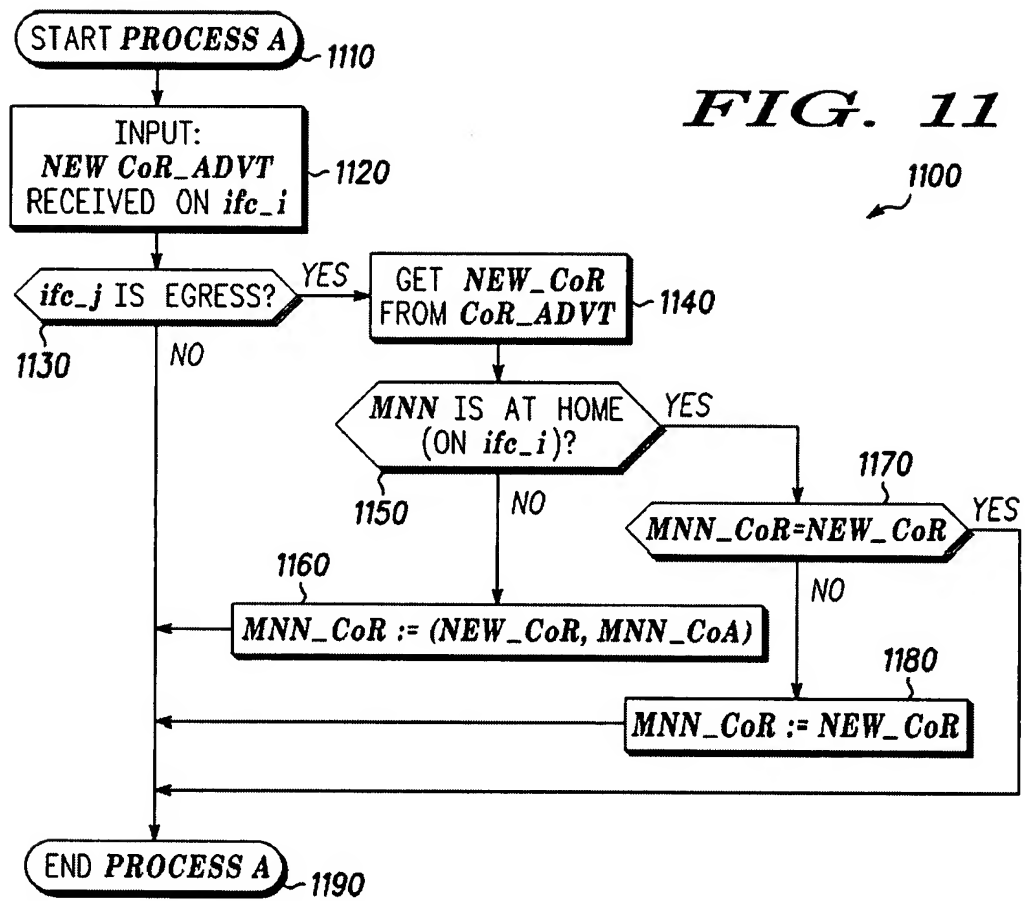 START PROCESS A
1110
FIG. 11
1100
INPUT:
NEW CoR_ADVT
RECEIVED ON ifc_i
1120
ifc_j IS EGRESS?
YES
1130
NO
GET NEW_CoR
FROM CoR_ADVT
1140
MNN IS AT HOME
(ON ifc_i)?
YES
1150
NO
1170
MNN_CoR=NEW_CoR
YES
NO
1160
MNN_CoR := (NEW_CoR, MNN_CoA)
1180
MNN_CoR := NEW_CoR
END PROCESS A
1190